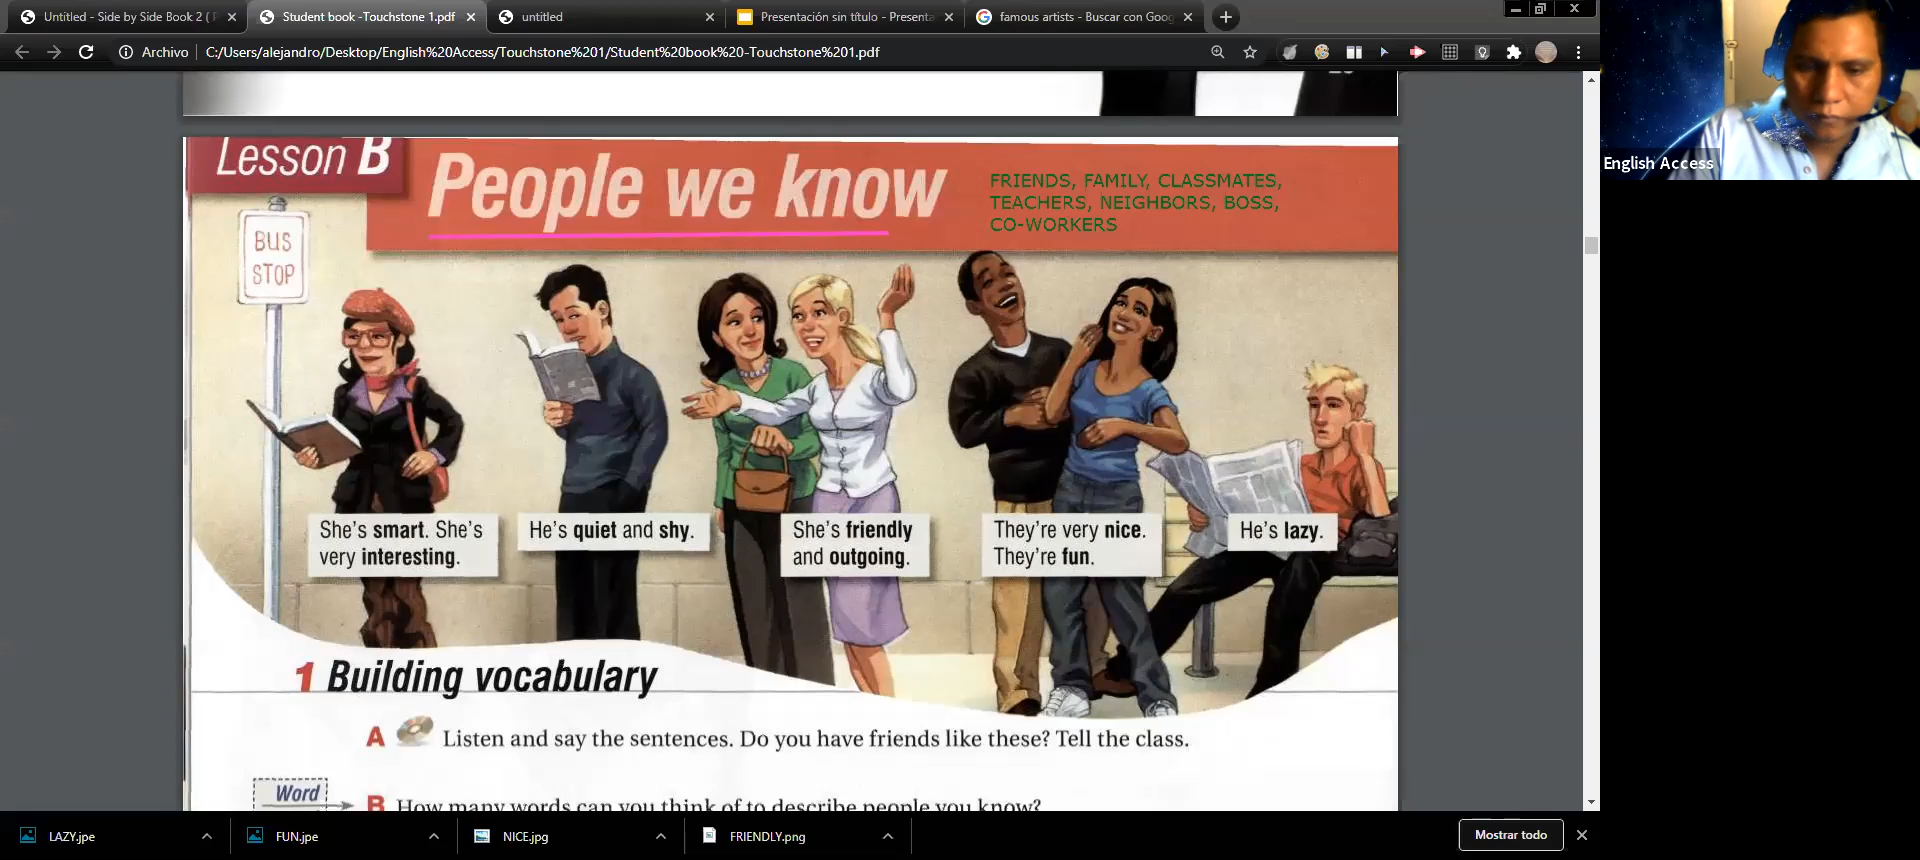 Untitled - Side by Side Book 2 ( P
Student book -Touchstone 1.pdf
untitled
Presentación sin título - Presenta
famous artists - Buscar con Goog
Archivo
C:/Users/alejandro/Desktop/English%20Access/Touchstone%201/Student%20book%20-Touchstone%201.pdf
English Access
Lesson B
People we know
FRIENDS, FAMILY, CLASSMATES,
TEACHERS, NEIGHBORS, BOSS,
CO-WORKERS
BUS
STOP
She's smart. She's
very interesting.
He's quiet and shy.
She's friendly
and outgoing.
They're very nice.
They're fun.
He's lazy.
1 Building vocabulary
A Listen and say the sentences. Do you have friends like these? Tell the class.
Word
B How many words can you think of to describe people you know?
LAZY.jpe
FUN.jpe
NICE.jpg
FRIENDLY.png
Mostrar todo